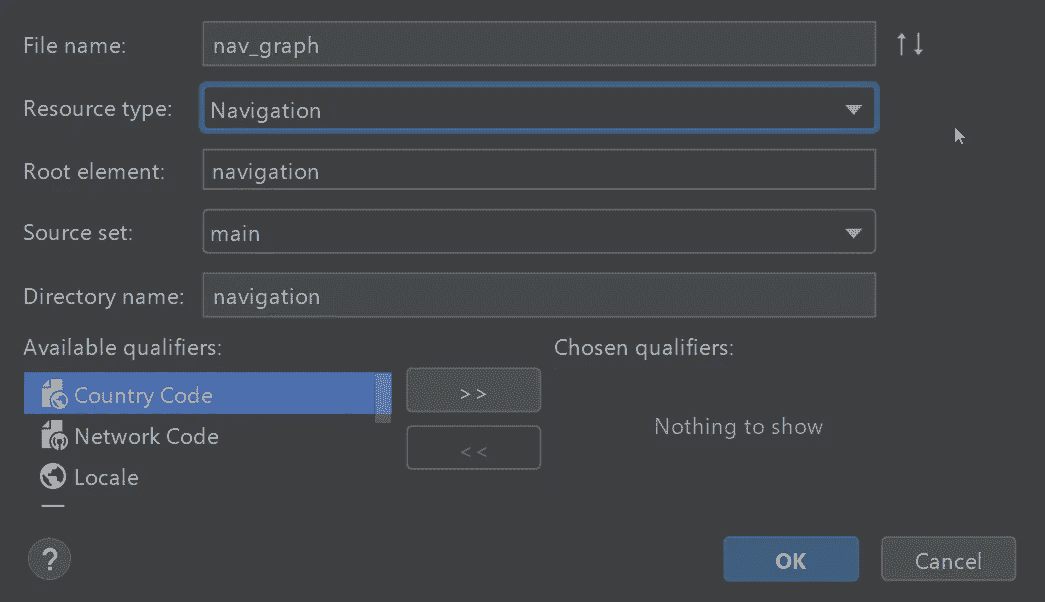 File name: nav_graph
Resource type: Navigation
Root element: navigation
Source set: main
Directory name: navigation
Available qualifiers: Chosen qualifiers:
Country Code >>
Nothing to show
Network Code <<
Locale
? OK Cancel